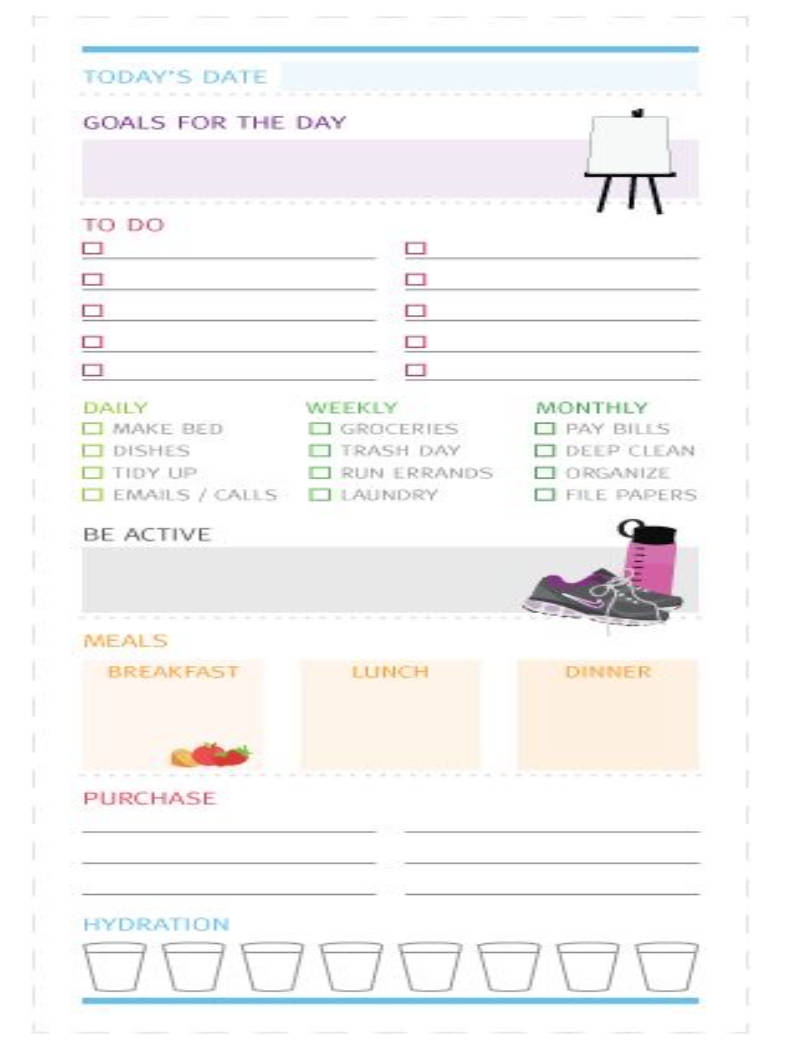 TODAY'S DATE
GOALS FOR THE DAY
TO DO
DAILY
MAKE BED
DISHES
TIDY UP
EMAILS / CALLS
WEEKLY
GROCERIES
TRASH DAY
RUN ERRANDS
LAUNDRY
MONTHLY
PAY BILLS
DEEP CLEAN
ORGANIZE
FILE PAPERS
BE ACTIVE
MEALS
BREAKFAST
LUNCH
DINNER
PURCHASE
HYDRATION